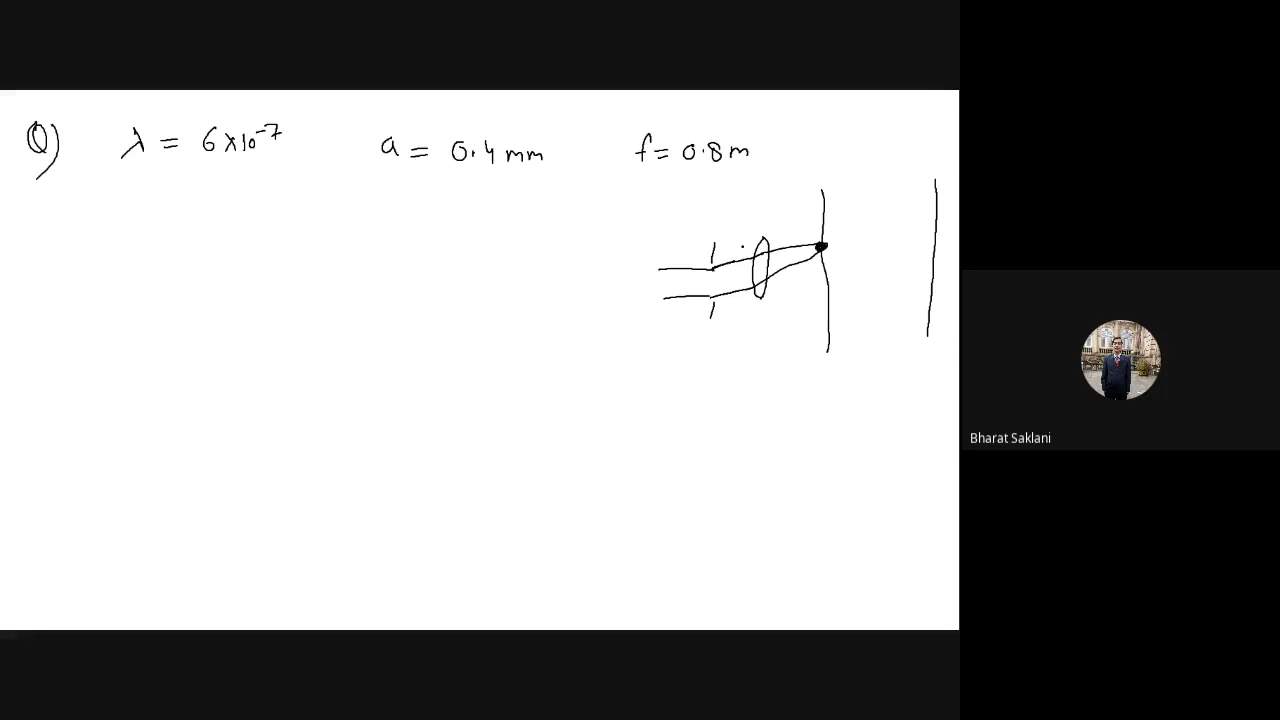 Q) λ = 6×10⁻⁷ a = 0.4 mm f = 0.8 m
Bharat Saklani